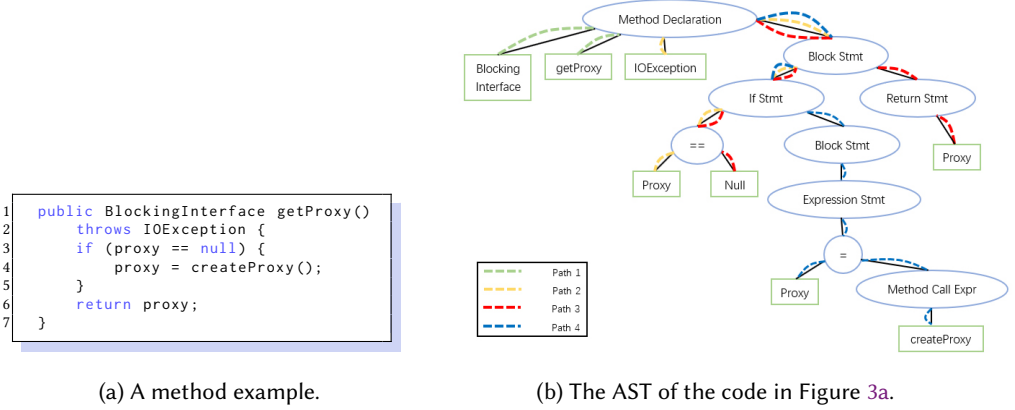 1 public BlockingInterface getProxy()
2 throws IOException {
3 if (proxy == null) {
4 proxy = createProxy();
5 }
6 return proxy;
7 }
(a) A method example.
Method Declaration
Blocking
Interface
getProxy
IOException
Block Stmt
If Stmt
Return Stmt
==
Block Stmt
Proxy
Proxy
Null
Expression Stmt
=
Proxy
Method Call Expr
createProxy
Path 1
Path 2
Path 3
Path 4
(b) The AST of the code in Figure 3a.